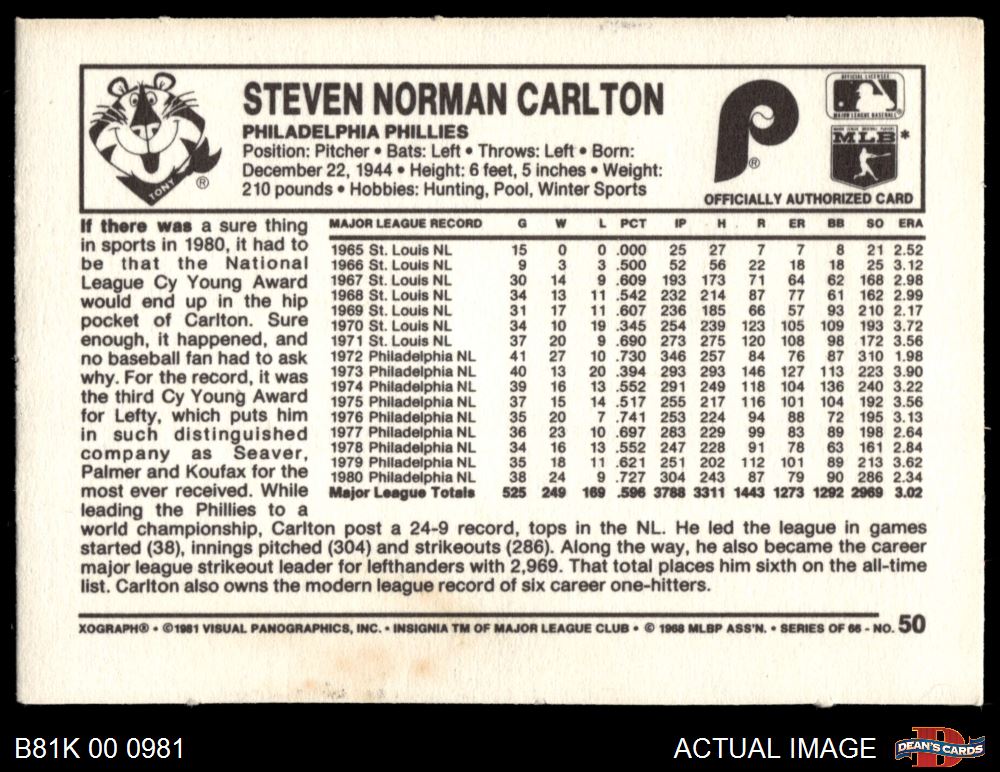 STEVEN NORMAN CARLTON
PHILADELPHIA PHILLIES
Position: Pitcher • Bats: Left • Throws: Left • Born:
December 22, 1944 • Height: 6 feet, 5 inches • Weight:
210 pounds • Hobbies: Hunting, Pool, Winter Sports
TONY ®
P ®
OFFICIAL LICENSEE
MAJOR LEAGUE BASEBALL
MAJOR LEAGUE BASEBALL PLAYERS
MLB *
OFFICIALLY AUTHORIZED CARD
If there was a sure thing
in sports in 1980, it had to
be that the National
League Cy Young Award
would end up in the hip
pocket of Carlton. Sure
enough, it happened, and
no baseball fan had to ask
why. For the record, it was
the third Cy Young Award
for Lefty, which puts him
in such distinguished
company as Seaver,
Palmer and Koufax for the
most ever received. While
leading the Phillies to a
world championship, Carlton post a 24-9 record, tops in the NL. He led the league in games
started (38), innings pitched (304) and strikeouts (286). Along the way, he also became the career
major league strikeout leader for lefthanders with 2,969. That total places him sixth on the all-time
list. Carlton also owns the modern league record of six career one-hitters.
MAJOR LEAGUE RECORD G W L PCT IP H R ER BB SO ERA
1965 St. Louis NL 15 0 0 .000 25 27 7 7 8 21 2.52
1966 St. Louis NL 9 3 3 .500 52 56 22 18 18 25 3.12
1967 St. Louis NL 30 14 9 .609 193 173 71 64 62 168 2.98
1968 St. Louis NL 34 13 11 .542 232 214 87 77 61 162 2.99
1969 St. Louis NL 31 17 11 .607 236 185 66 57 93 210 2.17
1970 St. Louis NL 34 10 19 .345 254 239 123 105 109 193 3.72
1971 St. Louis NL 37 20 9 .690 273 275 120 108 98 172 3.56
1972 Philadelphia NL 41 27 10 .730 346 257 84 76 87 310 1.98
1973 Philadelphia NL 40 13 20 .394 293 293 146 127 113 223 3.90
1974 Philadelphia NL 39 16 13 .552 291 249 118 104 136 240 3.22
1975 Philadelphia NL 37 15 14 .517 255 217 116 101 104 192 3.56
1976 Philadelphia NL 35 20 7 .741 253 224 94 88 72 195 3.13
1977 Philadelphia NL 36 23 10 .697 283 229 99 83 89 198 2.64
1978 Philadelphia NL 34 16 13 .552 247 228 91 78 63 161 2.84
1979 Philadelphia NL 35 18 11 .621 251 202 112 101 89 213 3.62
1980 Philadelphia NL 38 24 9 .727 304 243 87 79 90 286 2.34
Major League Totals 525 249 169 .596 3788 3311 1443 1273 1292 2969 3.02
XOGRAPH® • ©1981 VISUAL PANOGRAPHICS, INC. • INSIGNIA TM OF MAJOR LEAGUE CLUB • © 1968 MLBP ASS'N. • SERIES OF 66 - NO. 50
B81K 00 0981
ACTUAL IMAGE
D
DEAN'S CARDS